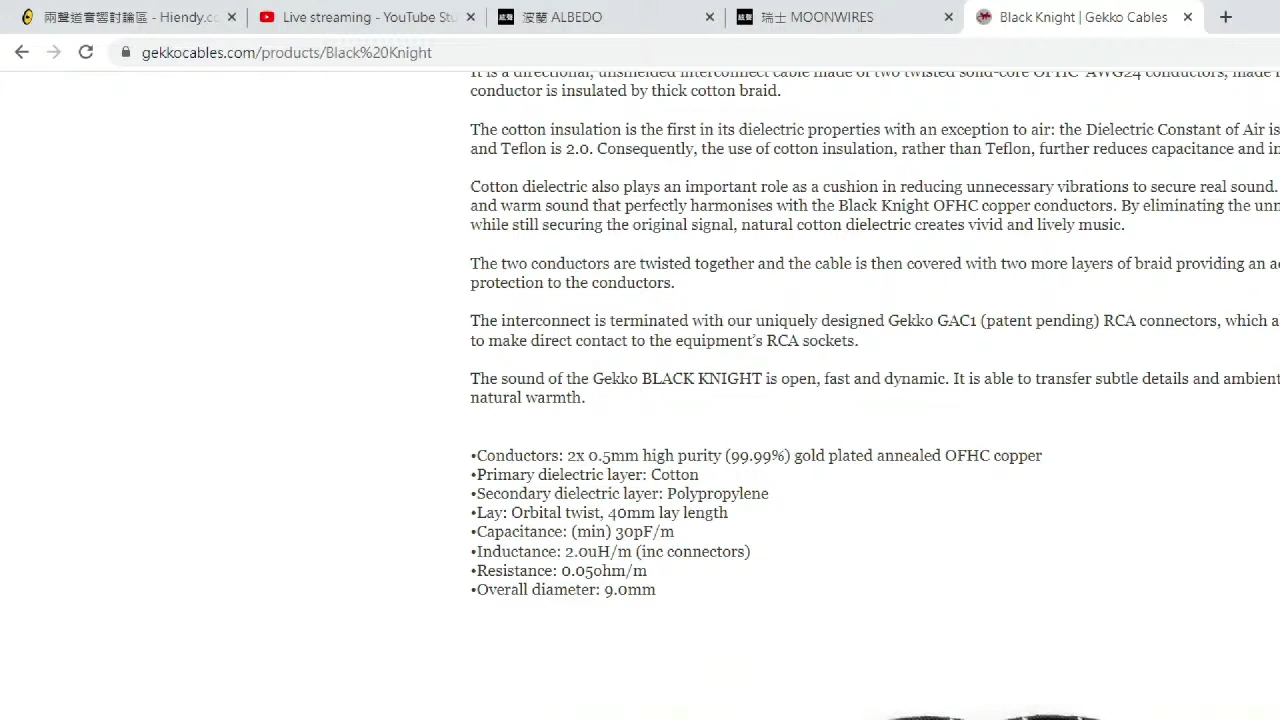 兩聲道音響討論區 - Hiendy.cc
Live streaming - YouTube Stu
波蘭 ALBEDO
瑞士 MOONWIRES
Black Knight | Gekko Cables
gekkocables.com/products/Black%20Knight
It is a directional, unshielded interconnect cable made of two twisted solid-core OFHC AWG24 conductors, made
conductor is insulated by thick cotton braid.
The cotton insulation is the first in its dielectric properties with an exception to air: the Dielectric Constant of Air is
and Teflon is 2.0. Consequently, the use of cotton insulation, rather than Teflon, further reduces capacitance and in
Cotton dielectric also plays an important role as a cushion in reducing unnecessary vibrations to secure real sound.
and warm sound that perfectly harmonises with the Black Knight OFHC copper conductors. By eliminating the unn
while still securing the original signal, natural cotton dielectric creates vivid and lively music.
The two conductors are twisted together and the cable is then covered with two more layers of braid providing an a
protection to the conductors.
The interconnect is terminated with our uniquely designed Gekko GAC1 (patent pending) RCA connectors, which a
to make direct contact to the equipment's RCA sockets.
The sound of the Gekko BLACK KNIGHT is open, fast and dynamic. It is able to transfer subtle details and ambient
natural warmth.
•Conductors: 2x 0.5mm high purity (99.99%) gold plated annealed OFHC copper
•Primary dielectric layer: Cotton
•Secondary dielectric layer: Polypropylene
•Lay: Orbital twist, 40mm lay length
•Capacitance: (min) 30pF/m
•Inductance: 2.0uH/m (inc connectors)
•Resistance: 0.05ohm/m
•Overall diameter: 9.0mm